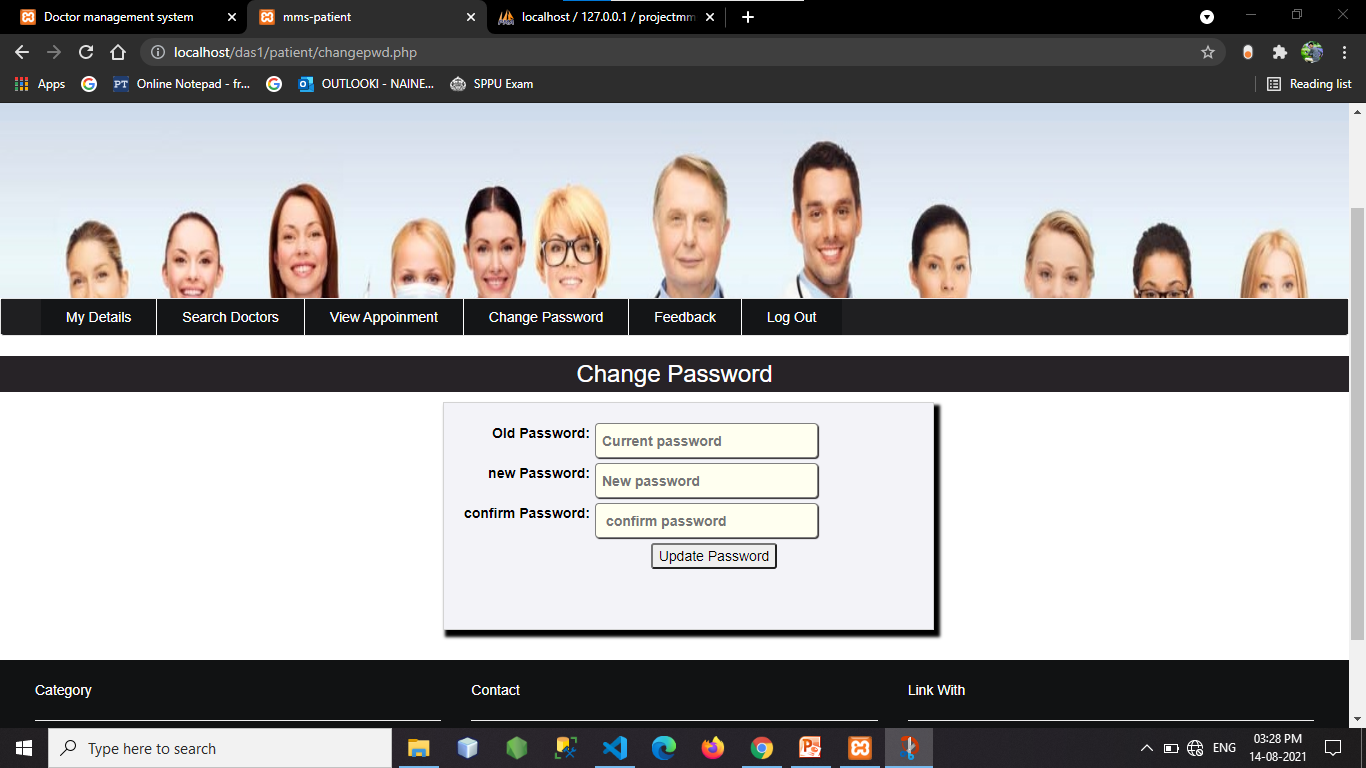 Doctor management system
mms-patient
localhost / 127.0.0.1 / projectmm
localhost/das1/patient/changepwd.php
Apps
Online Notepad - fr...
OUTLOOKI - NAINE...
SPPU Exam
Reading list
My Details
Search Doctors
View Appoinment
Change Password
Feedback
Log Out
Change Password
Old Password:
Current password
new Password:
New password
confirm Password:
confirm password
Update Password
Category
Contact
Link With
Type here to search
ENG
03:28 PM
14-08-2021